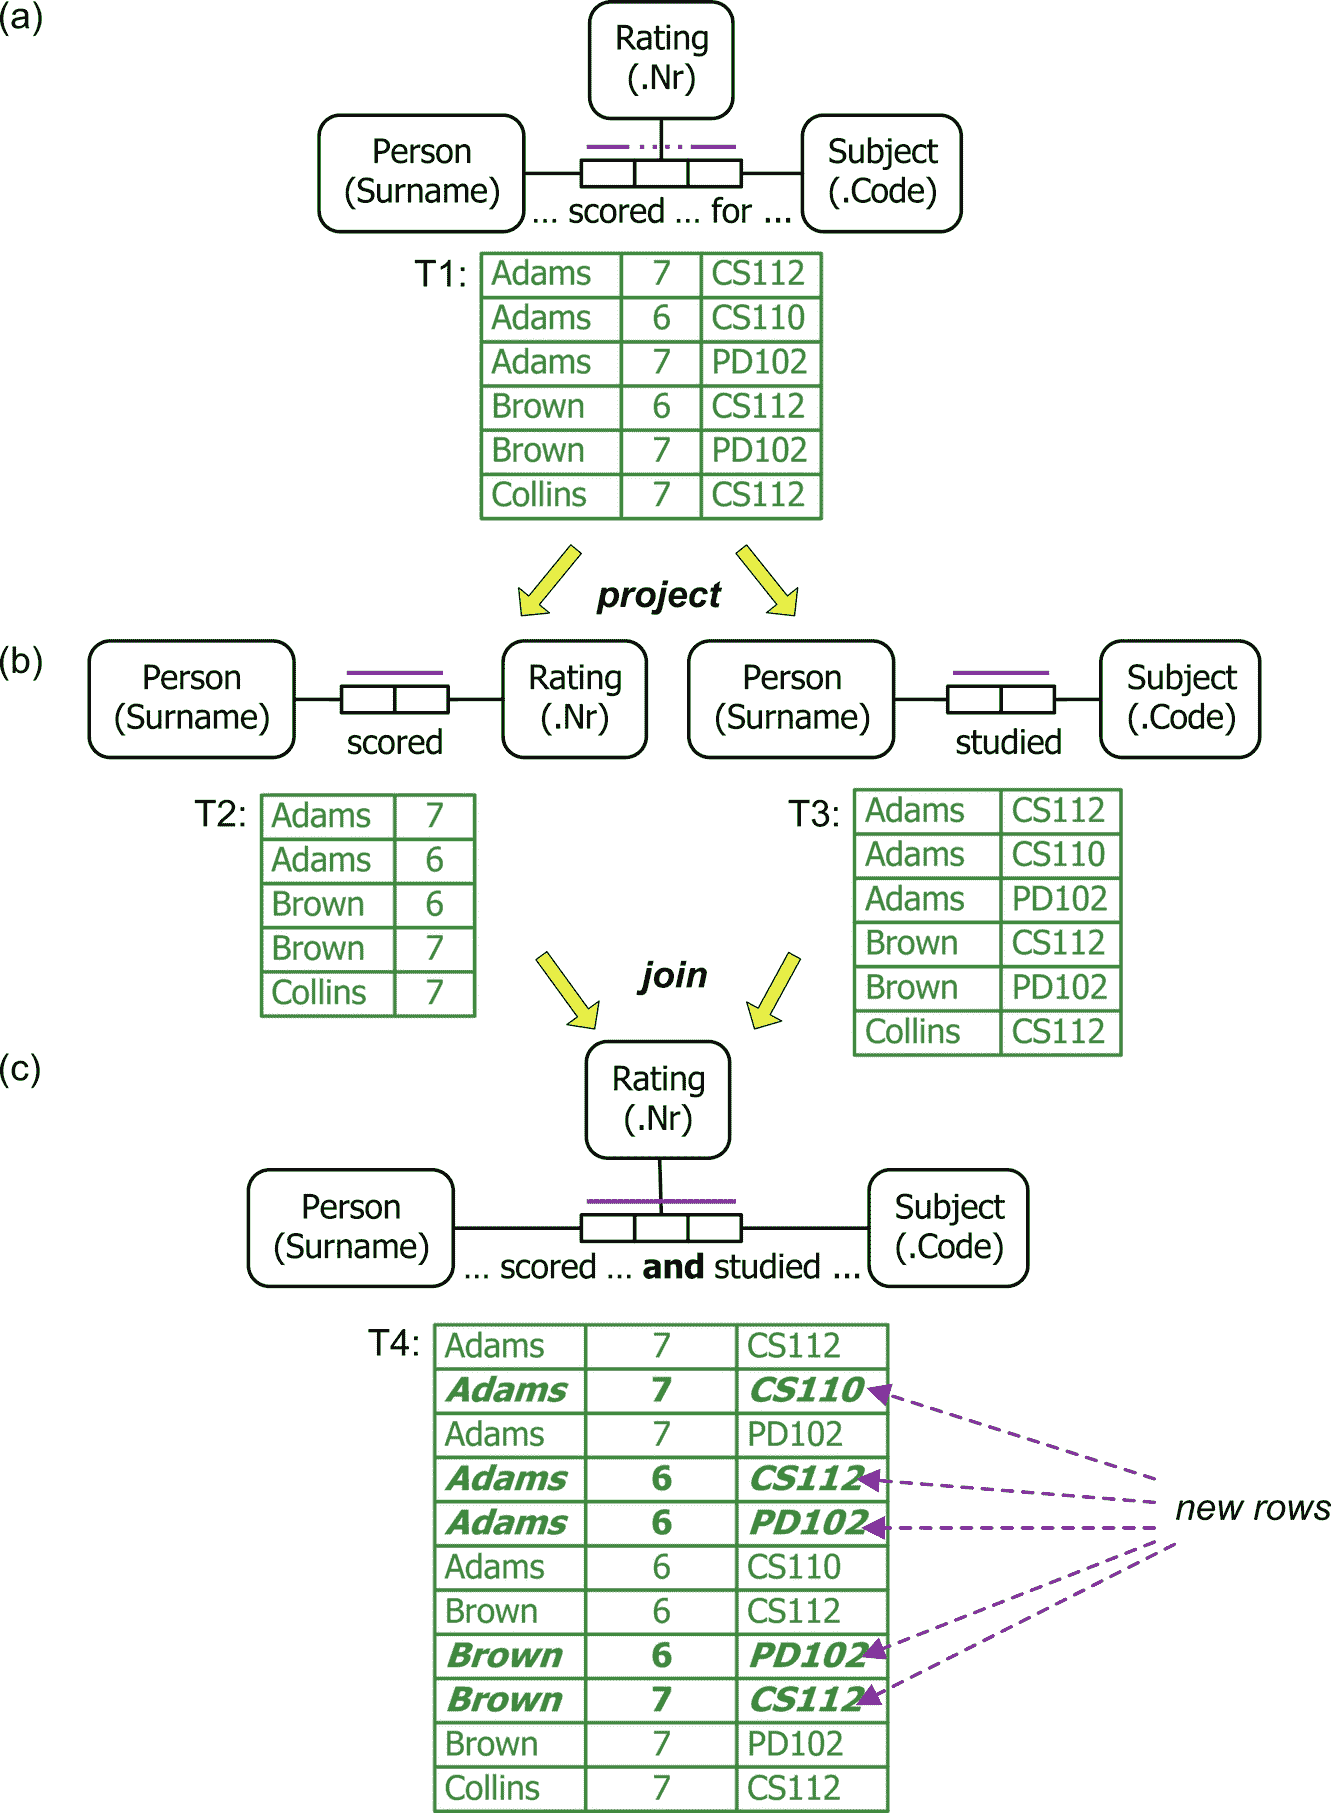 (a)
Rating
(.Nr)
Person
(Surname)
Subject
(.Code)
... scored ... for ...
T1:
Adams 7 CS112
Adams 6 CS110
Adams 7 PD102
Brown 6 CS112
Brown 7 PD102
Collins 7 CS112
project
(b)
Person
(Surname)
scored
Rating
(.Nr)
Person
(Surname)
studied
Subject
(.Code)
T2:
Adams 7
Adams 6
Brown 6
Brown 7
Collins 7
T3:
Adams CS112
Adams CS110
Adams PD102
Brown CS112
Brown PD102
Collins CS112
join
(c)
Rating
(.Nr)
Person
(Surname)
Subject
(.Code)
... scored ... and studied ...
T4:
Adams 7 CS112
Adams 7 CS110
Adams 7 PD102
Adams 6 CS112
Adams 6 PD102
Adams 6 CS110
Brown 6 CS112
Brown 6 PD102
Brown 7 CS112
Brown 7 PD102
Collins 7 CS112
new rows